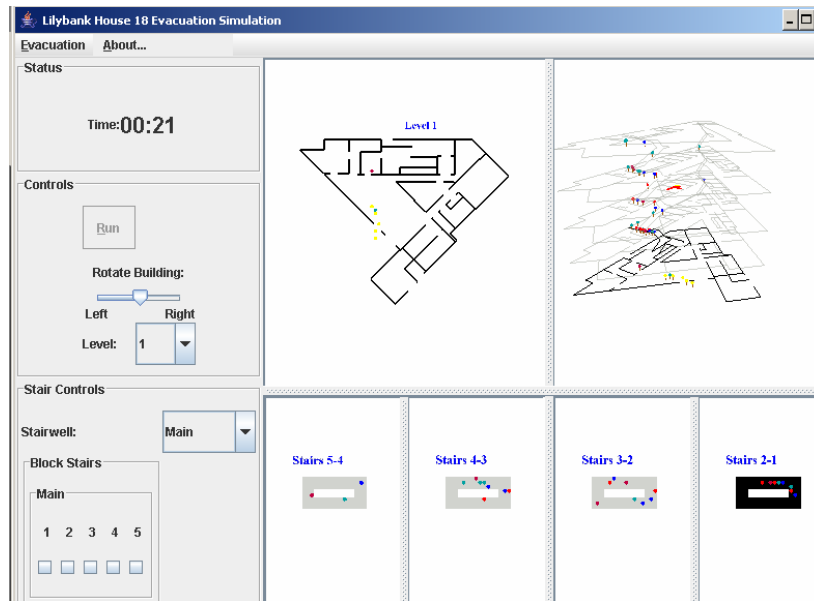 Lilybank House 18 Evacuation Simulation
Evacuation About...
Status
Time:00:21
Controls
Run
Rotate Building:
Left Right
Level: 1
Stair Controls
Stairwell: Main
Block Stairs
Main
1 2 3 4 5
Level 1
Stairs 5-4 Stairs 4-3 Stairs 3-2 Stairs 2-1